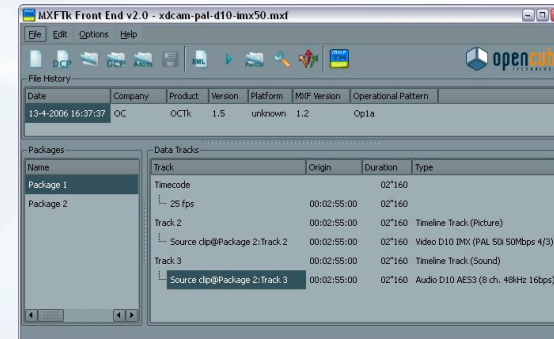 MXFTk Front End v2.0 - xdcam-pal-d10-imx50.mxf
File Edit Options Help
DCP DCP XML
opencub
TECHNOLOG
File History
Date Company Product Version Platform MXF Version Operational Pattern
13-4-2006 16:37:37 OC OCTk 1.5 unknown 1.2 Op1a
Packages
Name
Package 1
Package 2
Data Tracks
Track Origin Duration Type
Timecode 02"160
25 fps 00:02:55:00 02"160
Track 2 00:02:55:00 02"160 Timeline Track (Picture)
Source clip@Package 2:Track 2 00:02:55:00 02"160 Video D10 IMX (PAL 50i 50Mbps 4/3)
Track 3 00:02:55:00 02"160 Timeline Track (Sound)
Source clip@Package 2:Track 3 00:02:55:00 02"160 Audio D10 AES3 (8 ch. 48kHz 16bps)